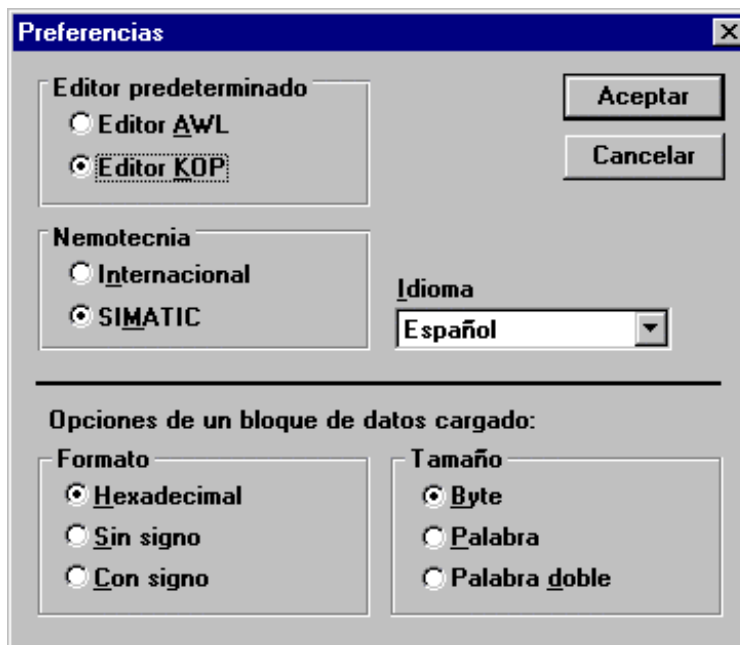 Preferencias
Editor predeterminado
Editor AWL
Editor KOP
Aceptar
Cancelar
Nemotecnia
Internacional
SIMATIC
Idioma
Español
Opciones de un bloque de datos cargado:
Formato
Hexadecimal
Sin signo
Con signo
Tamaño
Byte
Palabra
Palabra doble